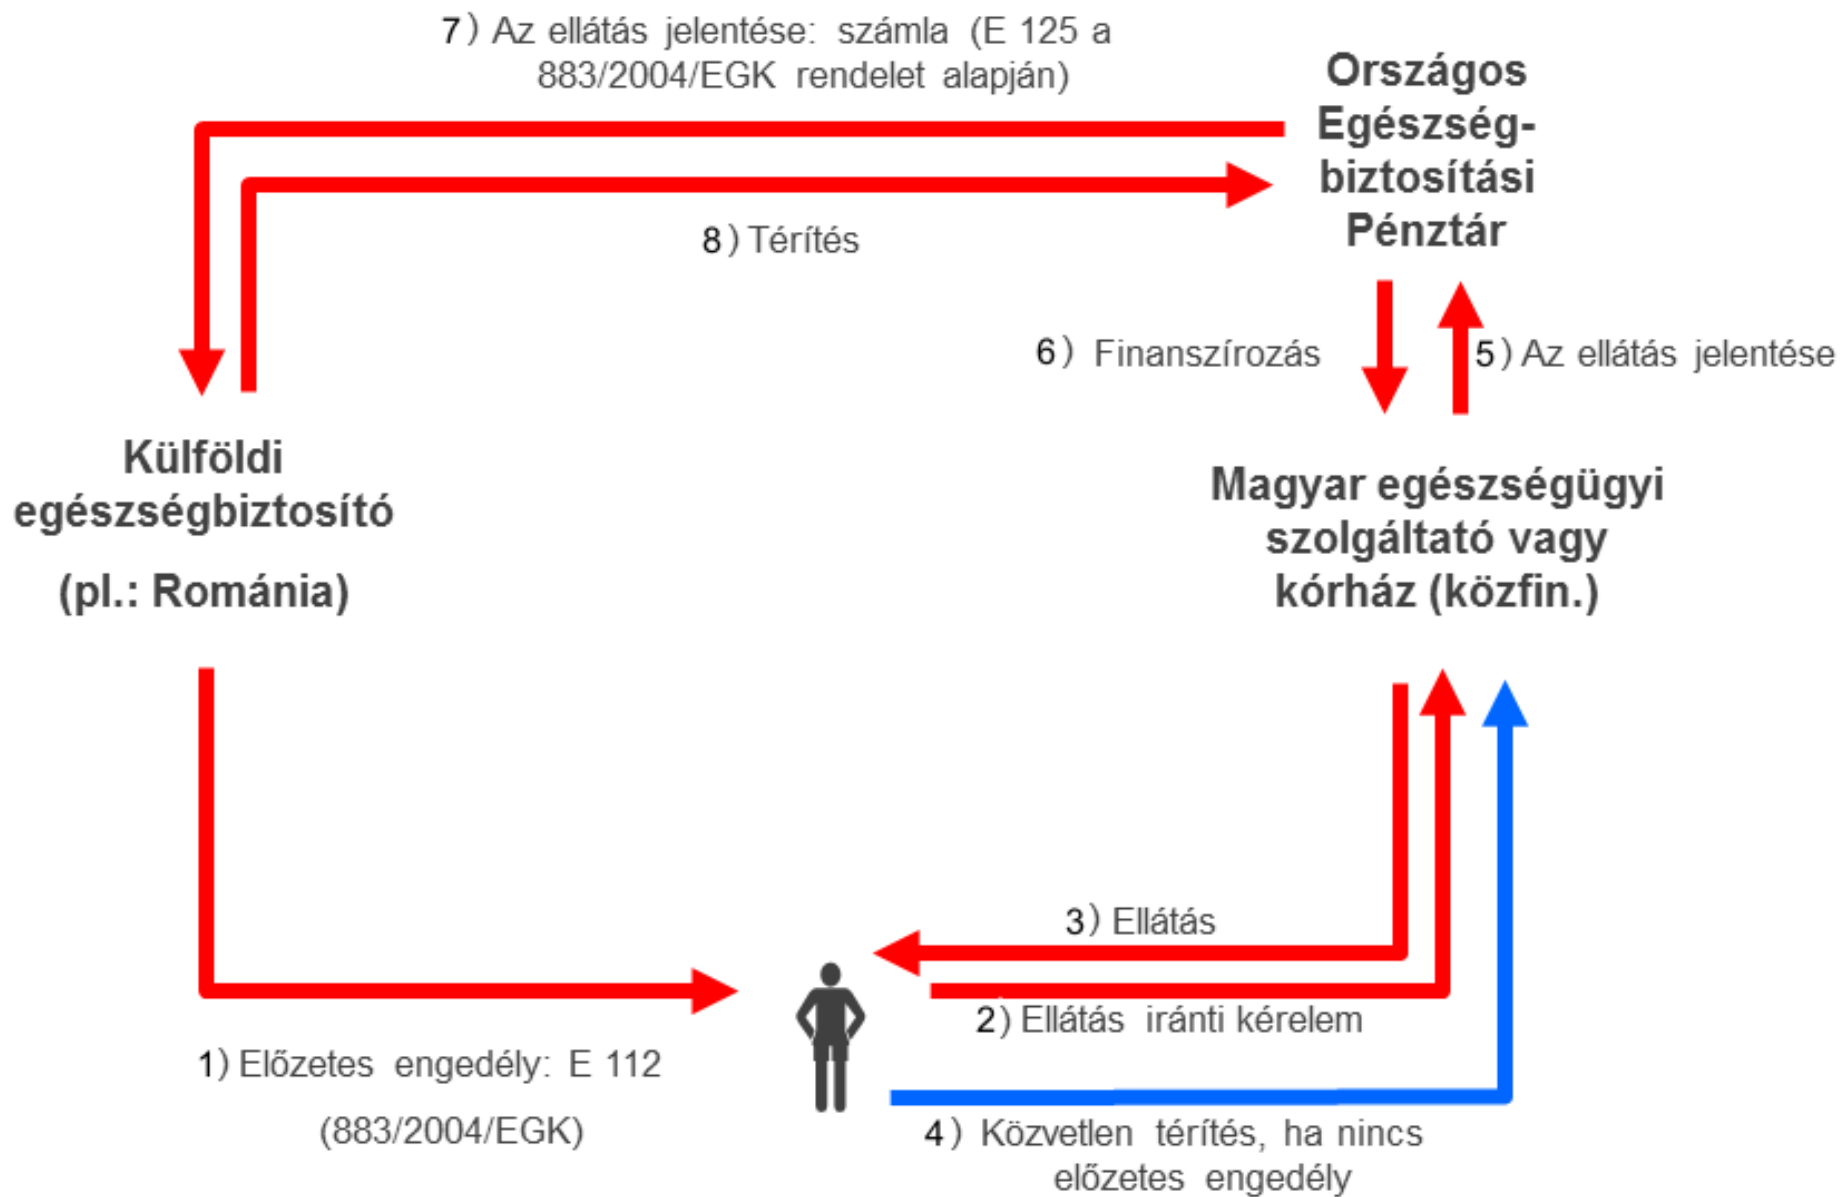 7) Az ellátás jelentése: számla (E 125 a
883/2004/EGK rendelet alapján)
Országos
Egészség-
biztosítási
Pénztár
8) Térítés
6) Finanszírozás
5) Az ellátás jelentése
Külföldi
egészségbiztosító
(pl.: Románia)
Magyar egészségügyi
szolgáltató vagy
kórház (közfin.)
3) Ellátás
2) Ellátás iránti kérelem
1) Előzetes engedély: E 112
(883/2004/EGK)
4) Közvetlen térítés, ha nincs
előzetes engedély